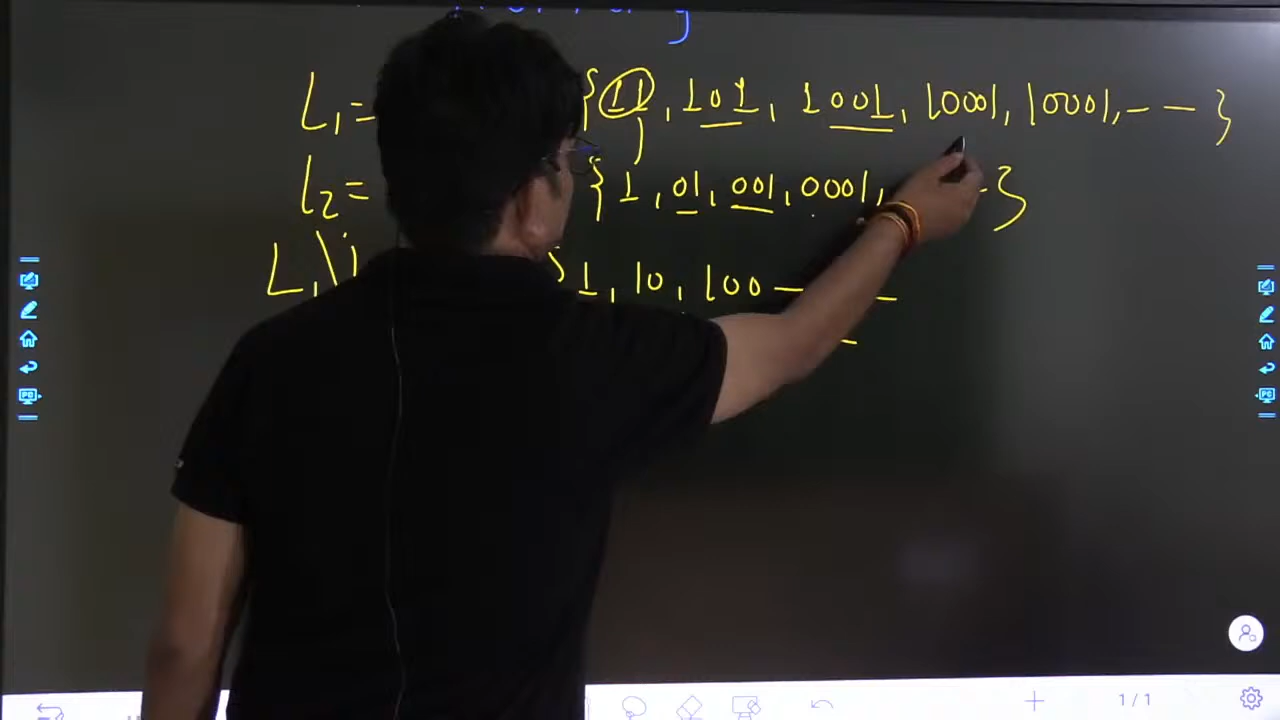 L₁= {11, 101, 1001, 10001, 10001, - - }
L₂= {1, 01, 001, 0001, - }
L₁\ 1, 10, 100 - -
1/1